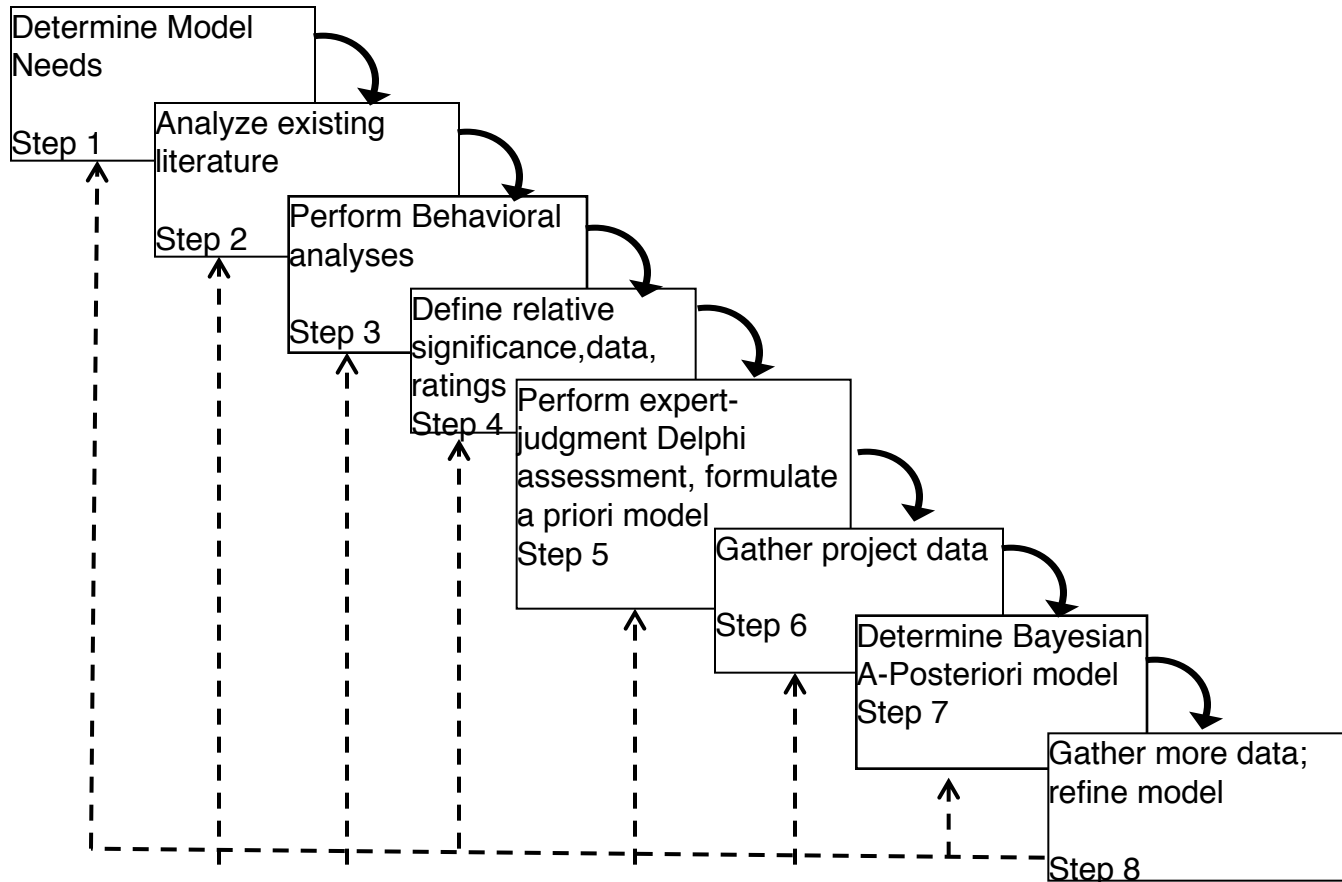 Determine Model
Needs
Step 1
Analyze existing
literature
Step 2
Perform Behavioral
analyses
Step 3
Define relative
significance,data,
ratings
Step 4
Perform expert-
judgment Delphi
assessment, formulate
a priori model
Step 5
Gather project data
Step 6
Determine Bayesian
A-Posteriori model
Step 7
Gather more data;
refine model
Step 8